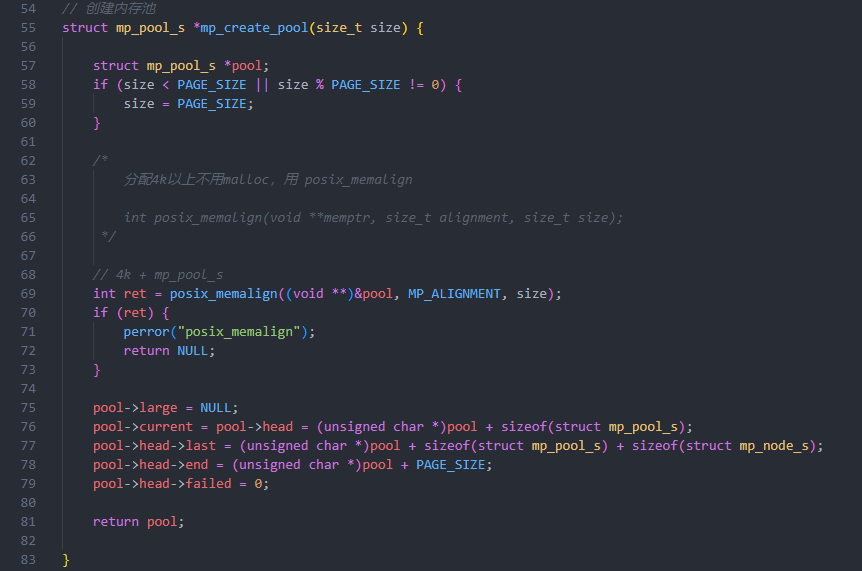 54 // 创建内存池
55 struct mp_pool_s *mp_create_pool(size_t size) {
56
57     struct mp_pool_s *pool;
58     if (size < PAGE_SIZE || size % PAGE_SIZE != 0) {
59         size = PAGE_SIZE;
60     }
61
62     /*
63         分配4k以上不用malloc，用 posix_memalign
64
65         int posix_memalign(void **memptr, size_t alignment, size_t size);
66      */
67
68     // 4k + mp_pool_s
69     int ret = posix_memalign((void **)&pool, MP_ALIGNMENT, size);
70     if (ret) {
71         perror("posix_memalign");
72         return NULL;
73     }
74
75     pool->large = NULL;
76     pool->current = pool->head = (unsigned char *)pool + sizeof(struct mp_pool_s);
77     pool->head->last = (unsigned char *)pool + sizeof(struct mp_pool_s) + sizeof(struct mp_node_s);
78     pool->head->end = (unsigned char *)pool + PAGE_SIZE;
79     pool->head->failed = 0;
80
81     return pool;
82
83 }